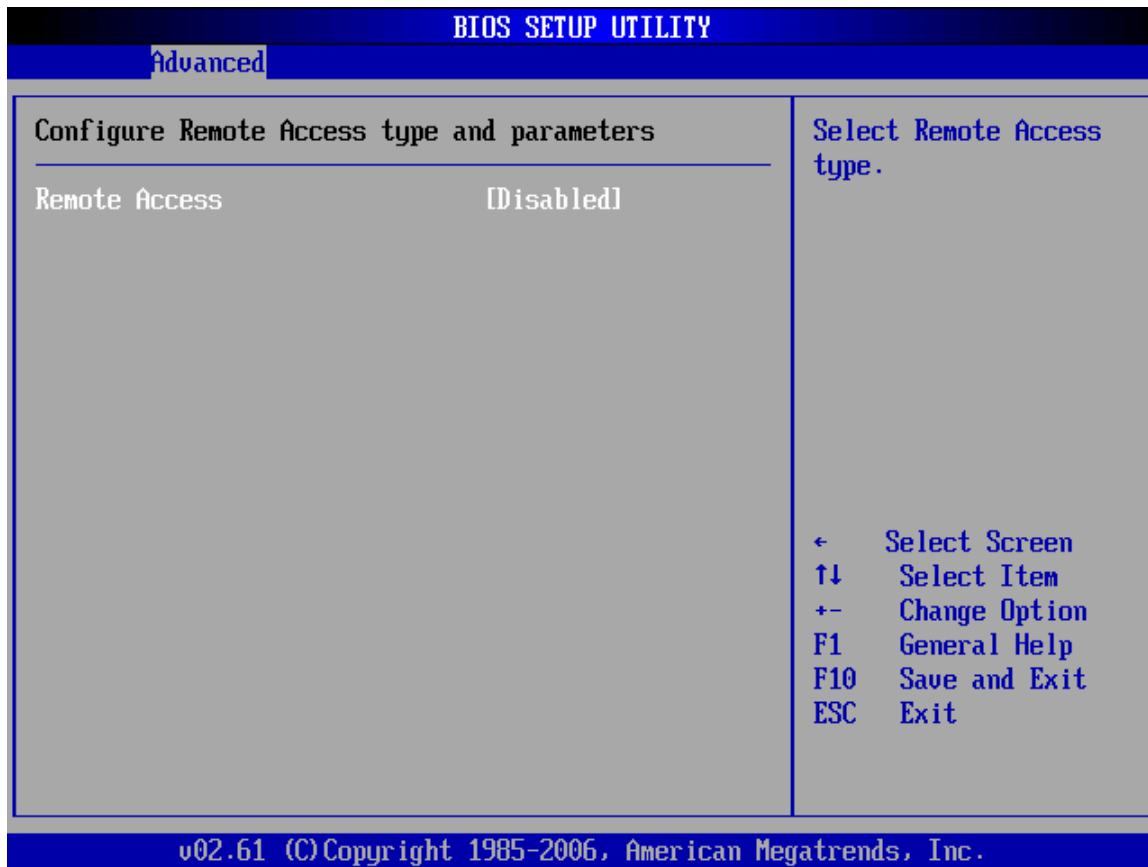 BIOS SETUP UTILITY
Advanced
Configure Remote Access type and parameters
Remote Access [Disabled]
Select Remote Access
type.
← Select Screen
↑↓ Select Item
+- Change Option
F1 General Help
F10 Save and Exit
ESC Exit
v02.61 (C)Copyright 1985-2006, American Megatrends, Inc.